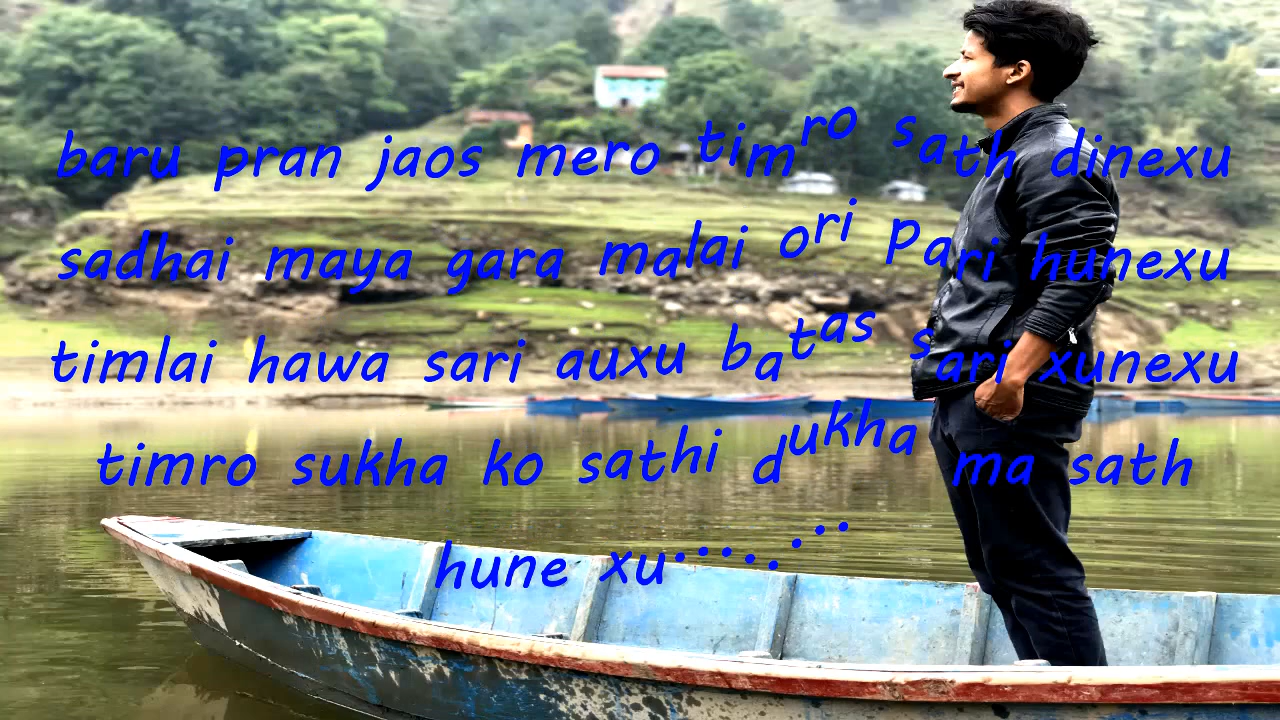 baru pran jaos mero timro sath dinexu
sadhai maya gara malai ori pari hunexu
timlai hawa sari auxu batas sari xunexu
timro sukha ko sathi dukha ma sath
hune xu........